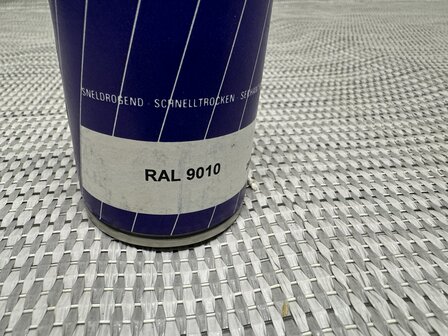 SNELDROGEND · SCHNELLTROCKEN
RAL 9010